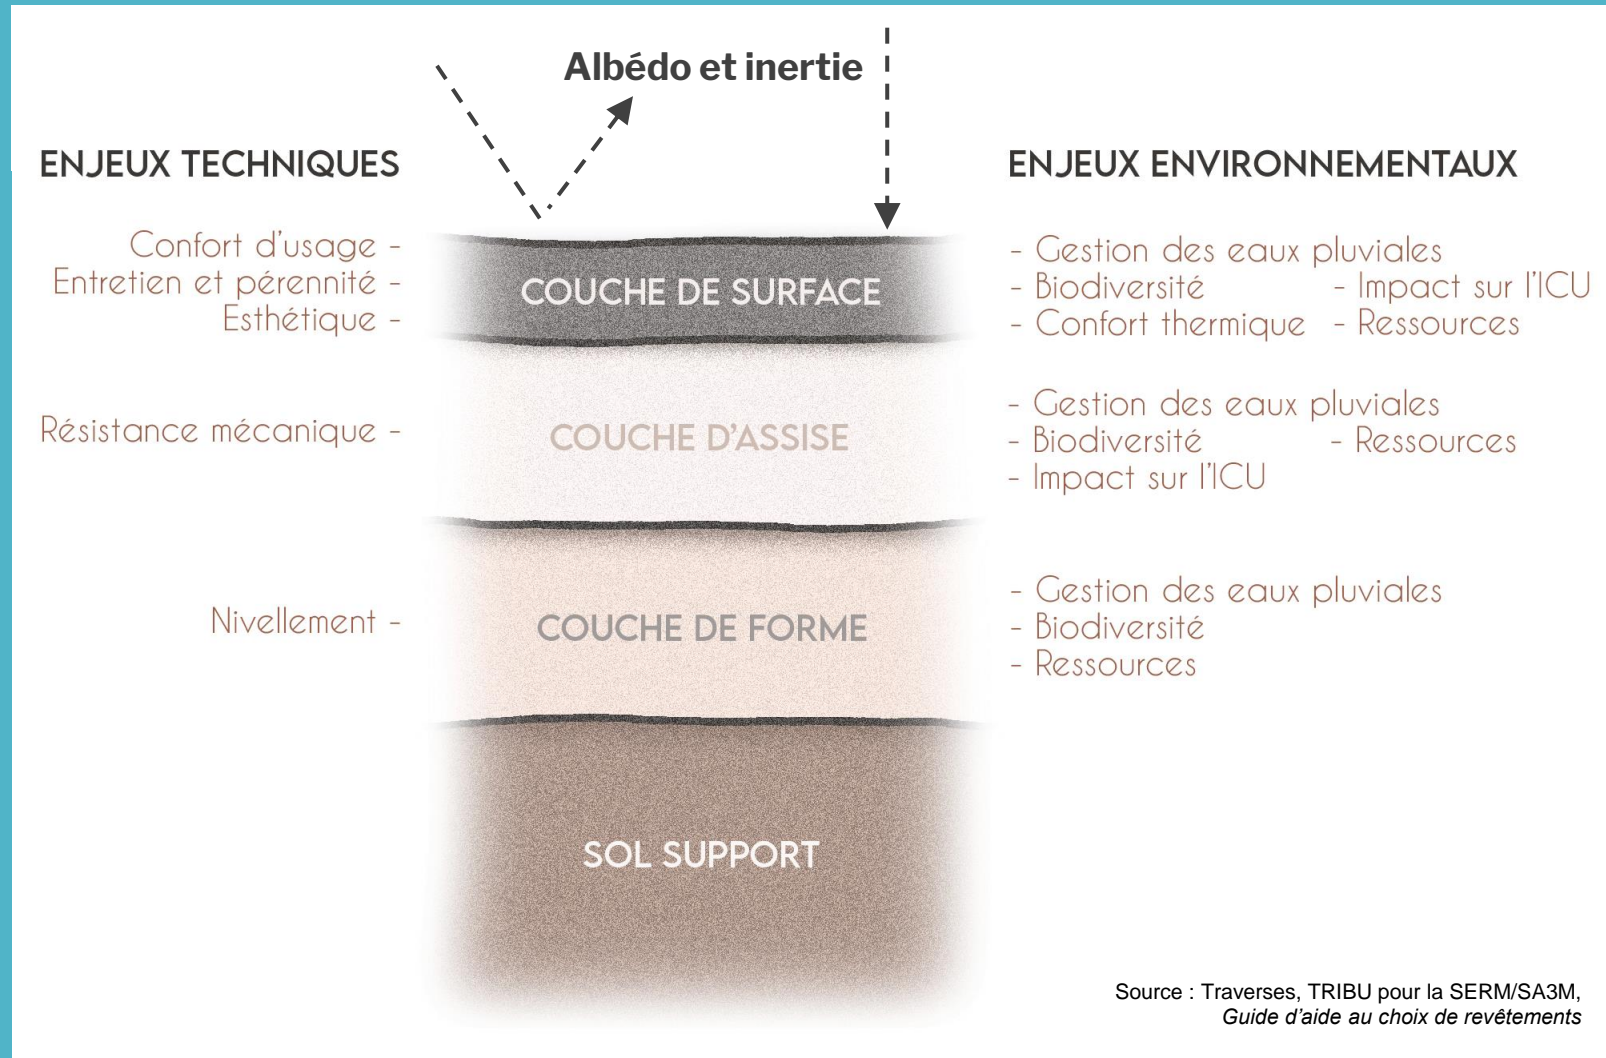 Albédo et inertie
ENJEUX TECHNIQUES
ENJEUX ENVIRONNEMENTAUX
Confort d'usage -
Entretien et pérennité -
Esthétique -
COUCHE DE SURFACE
- Gestion des eaux pluviales
- Biodiversité - Impact sur l'ICU
- Confort thermique - Ressources
Résistance mécanique -
COUCHE D'ASSISE
- Gestion des eaux pluviales
- Biodiversité - Ressources
- Impact sur l'ICU
Nivellement -
COUCHE DE FORME
- Gestion des eaux pluviales
- Biodiversité
- Ressources
SOL SUPPORT
Source : Traverses, TRIBU pour la SERM/SA3M,
Guide d'aide au choix de revêtements